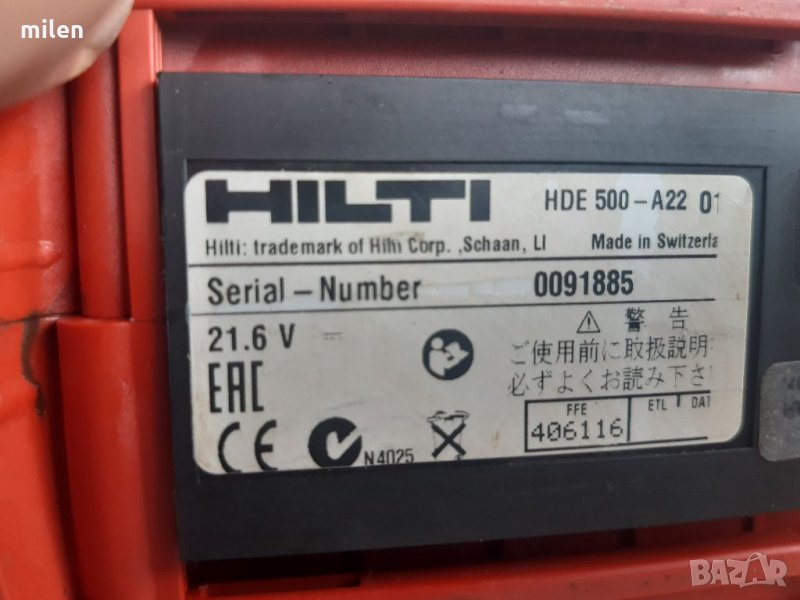 milen
HILTI HDE 500-A22 01
Hilti: trademark of Hilti Corp. ,Schaan, LI Made in Switzerla
Serial-Number 0091885
21.6 V
⚠ 警告
ご使用前に取扱説明
必ずよくお読み下さ
EAC
FFE ETL DAT
406116
CE N4025
BAZAR